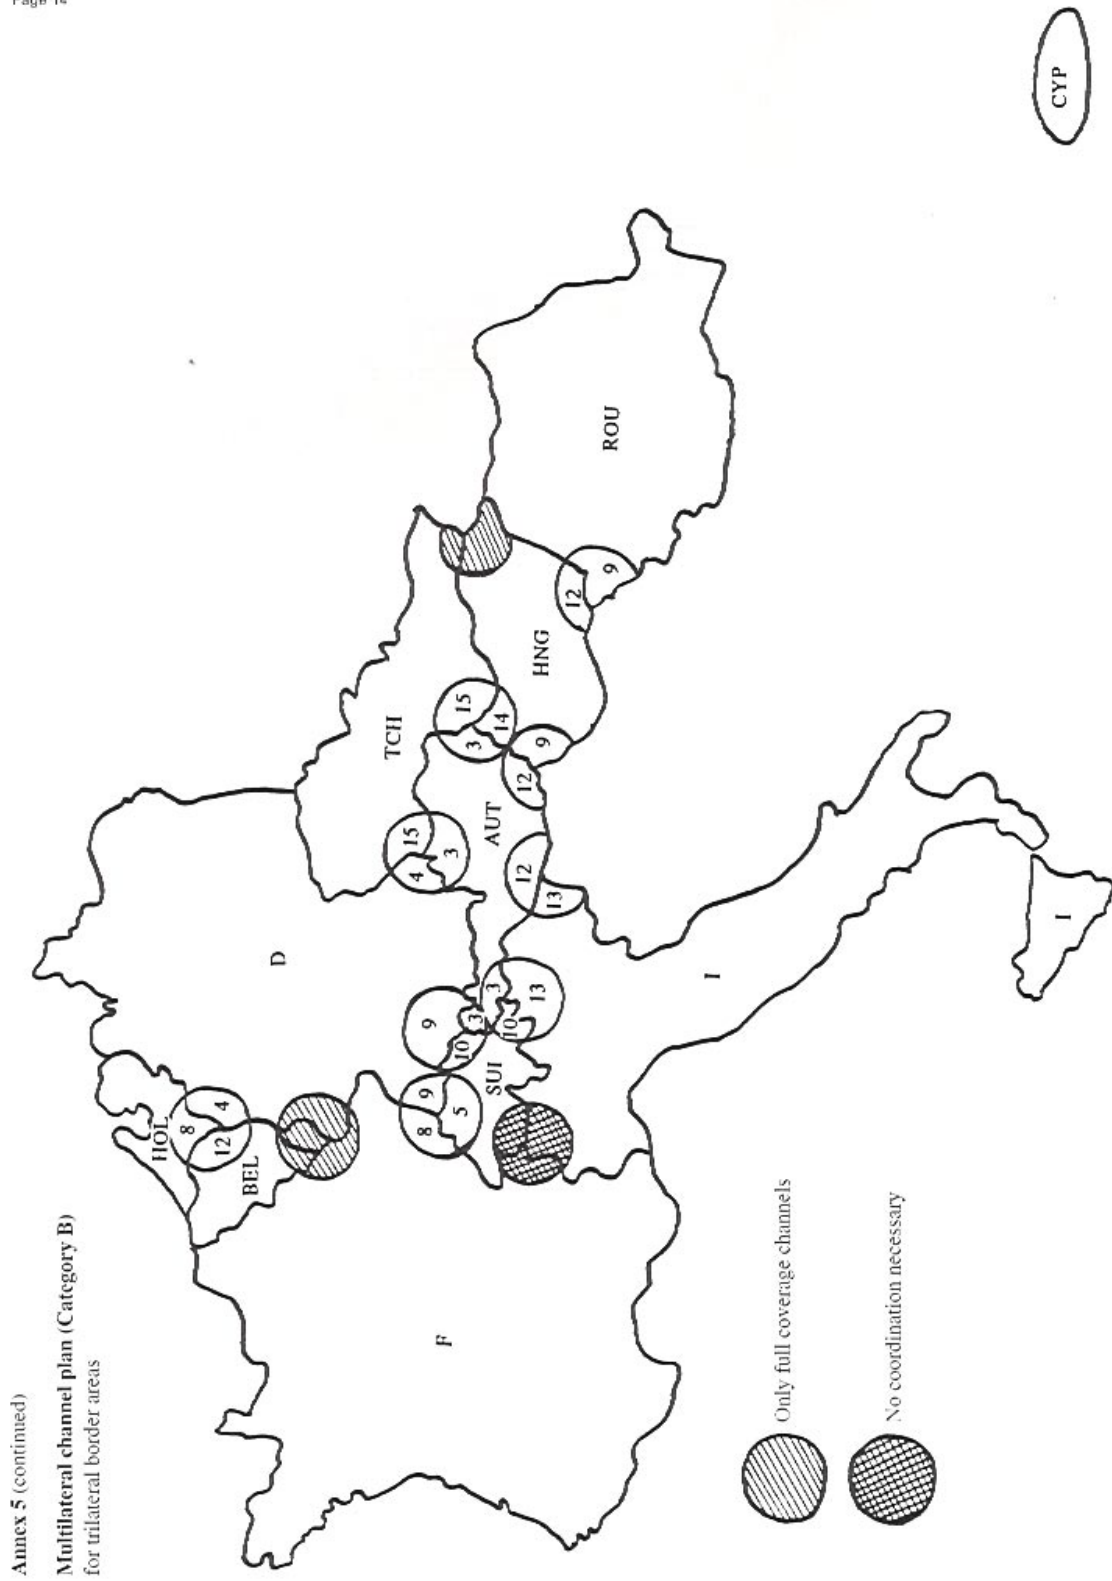 Page 14
Annex 5 (continued)
Multilateral channel plan (Category B)
for trilateral border areas
CYP
ROU
9
12
HNG
TCH
15
14
3
9
12
AUT
15
4
3
12
13
D
I
I
9
3
10
3
10
13
SUI
9
8
5
HOL
8
4
12
BEL
F
Only full coverage channels
No coordination necessary